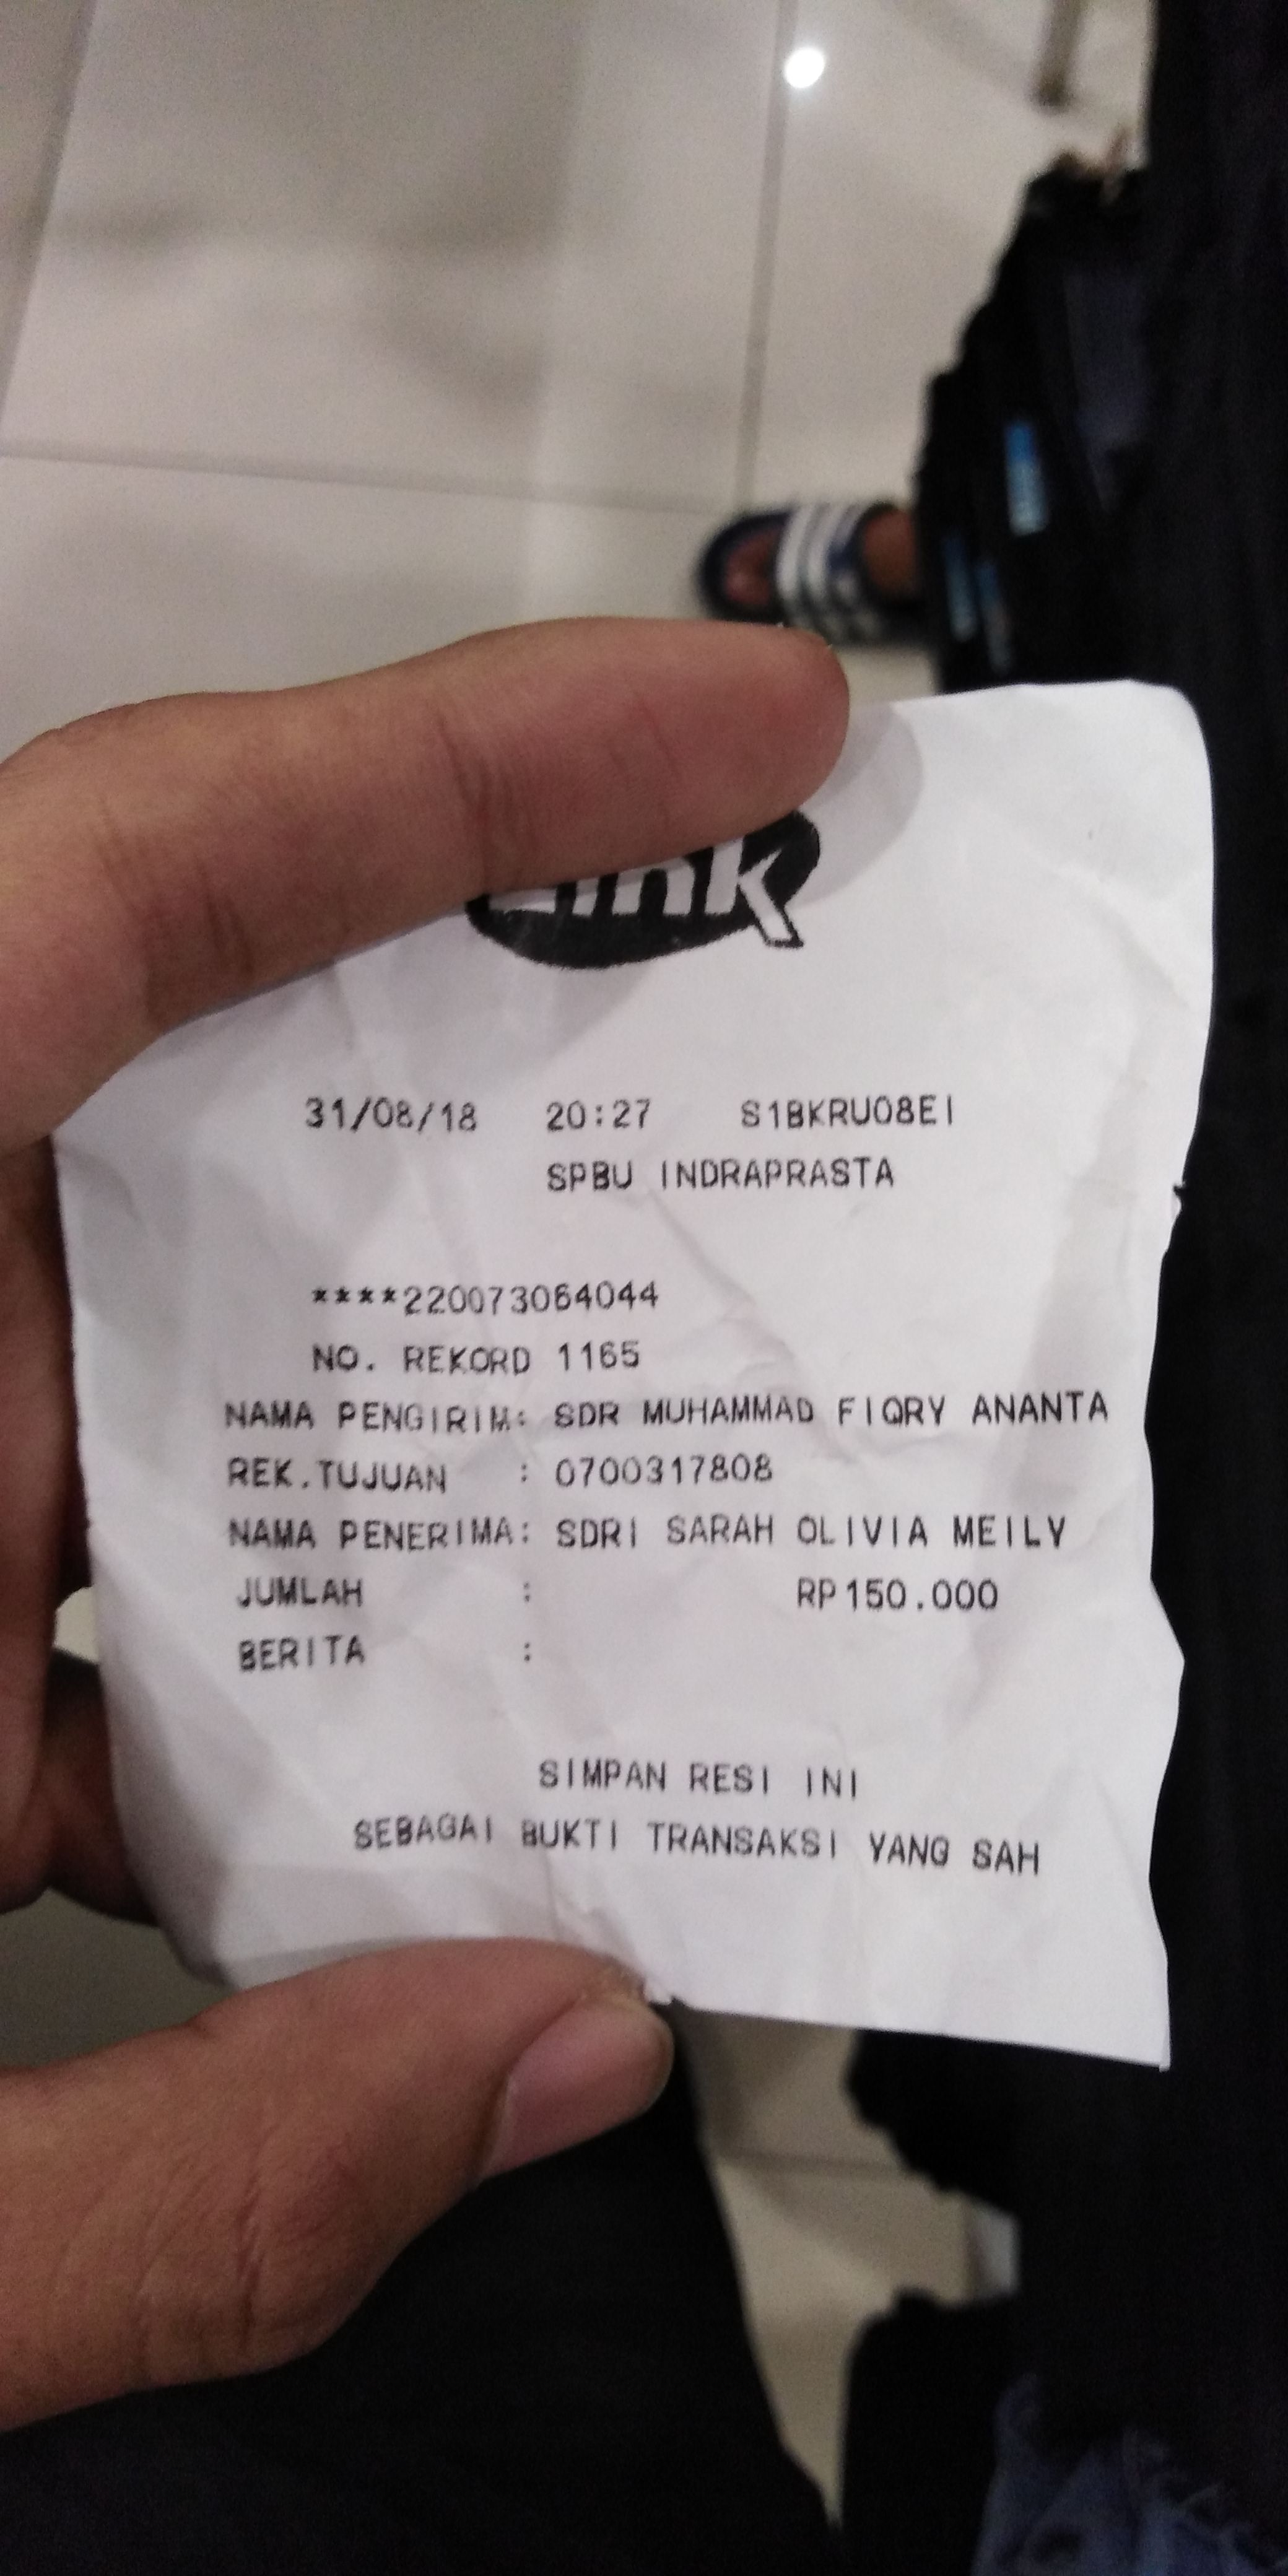 31/08/18 20:27 S1BKRU08EI
SPBU INDRAPRASTA
****220073064044
NO. REKORD 1165
NAMA PENGIRIM: SDR MUHAMMAD FIQRY ANANTA
REK.TUJUAN : 0700317808
NAMA PENERIMA: SDRI SARAH OLIVIA MEILY
JUMLAH : RP150.000
BERITA :
SIMPAN RESI INI
SEBAGAI BUKTI TRANSAKSI YANG SAH